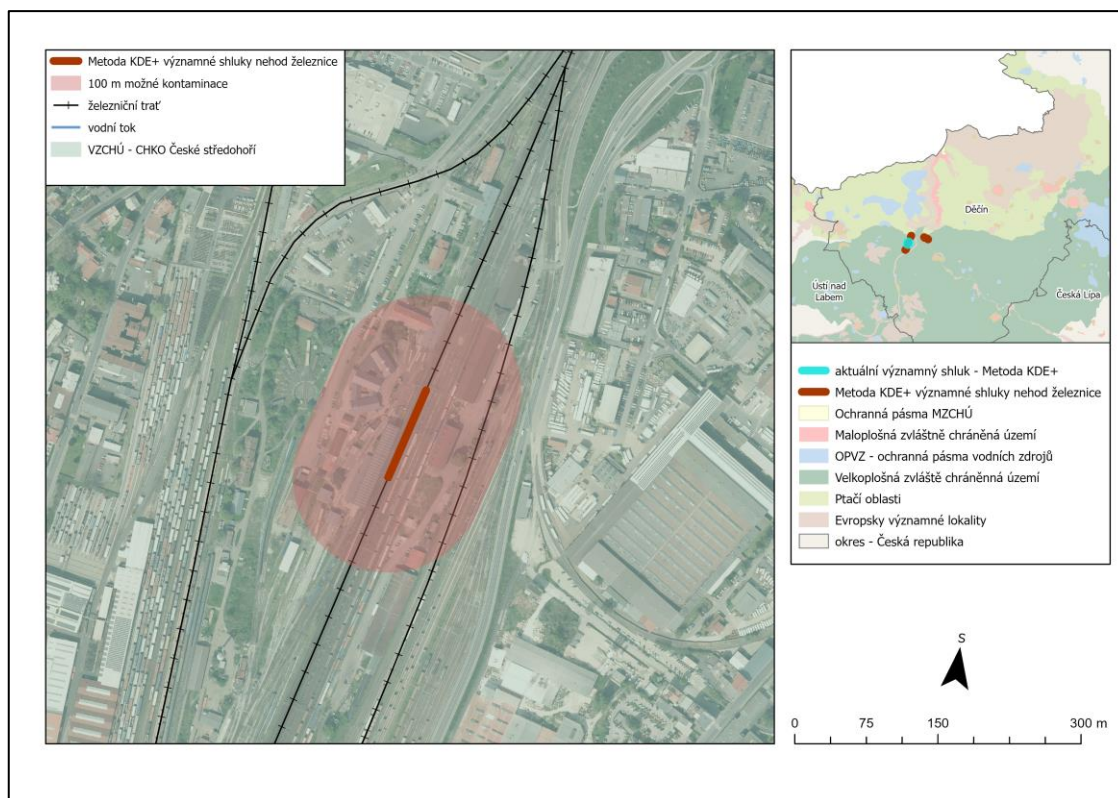 Metoda KDE+ významné shluky nehod železnice
100 m možné kontaminace
železniční trať
vodní tok
VZCHÚ - CHKO České středohoří
Děčín
Ústí nad
Labem
Česká Lípa
aktuální významný shluk - Metoda KDE+
Metoda KDE+ významné shluky nehod železnice
Ochranná pásma MZCHÚ
Maloplošná zvláštně chráněná území
OPVZ - ochranná pásma vodních zdrojů
Velkoplošná zvláště chráněnná území
Ptačí oblasti
Evropsky významné lokality
okres - Česká republika
S
0 75 150 300 m